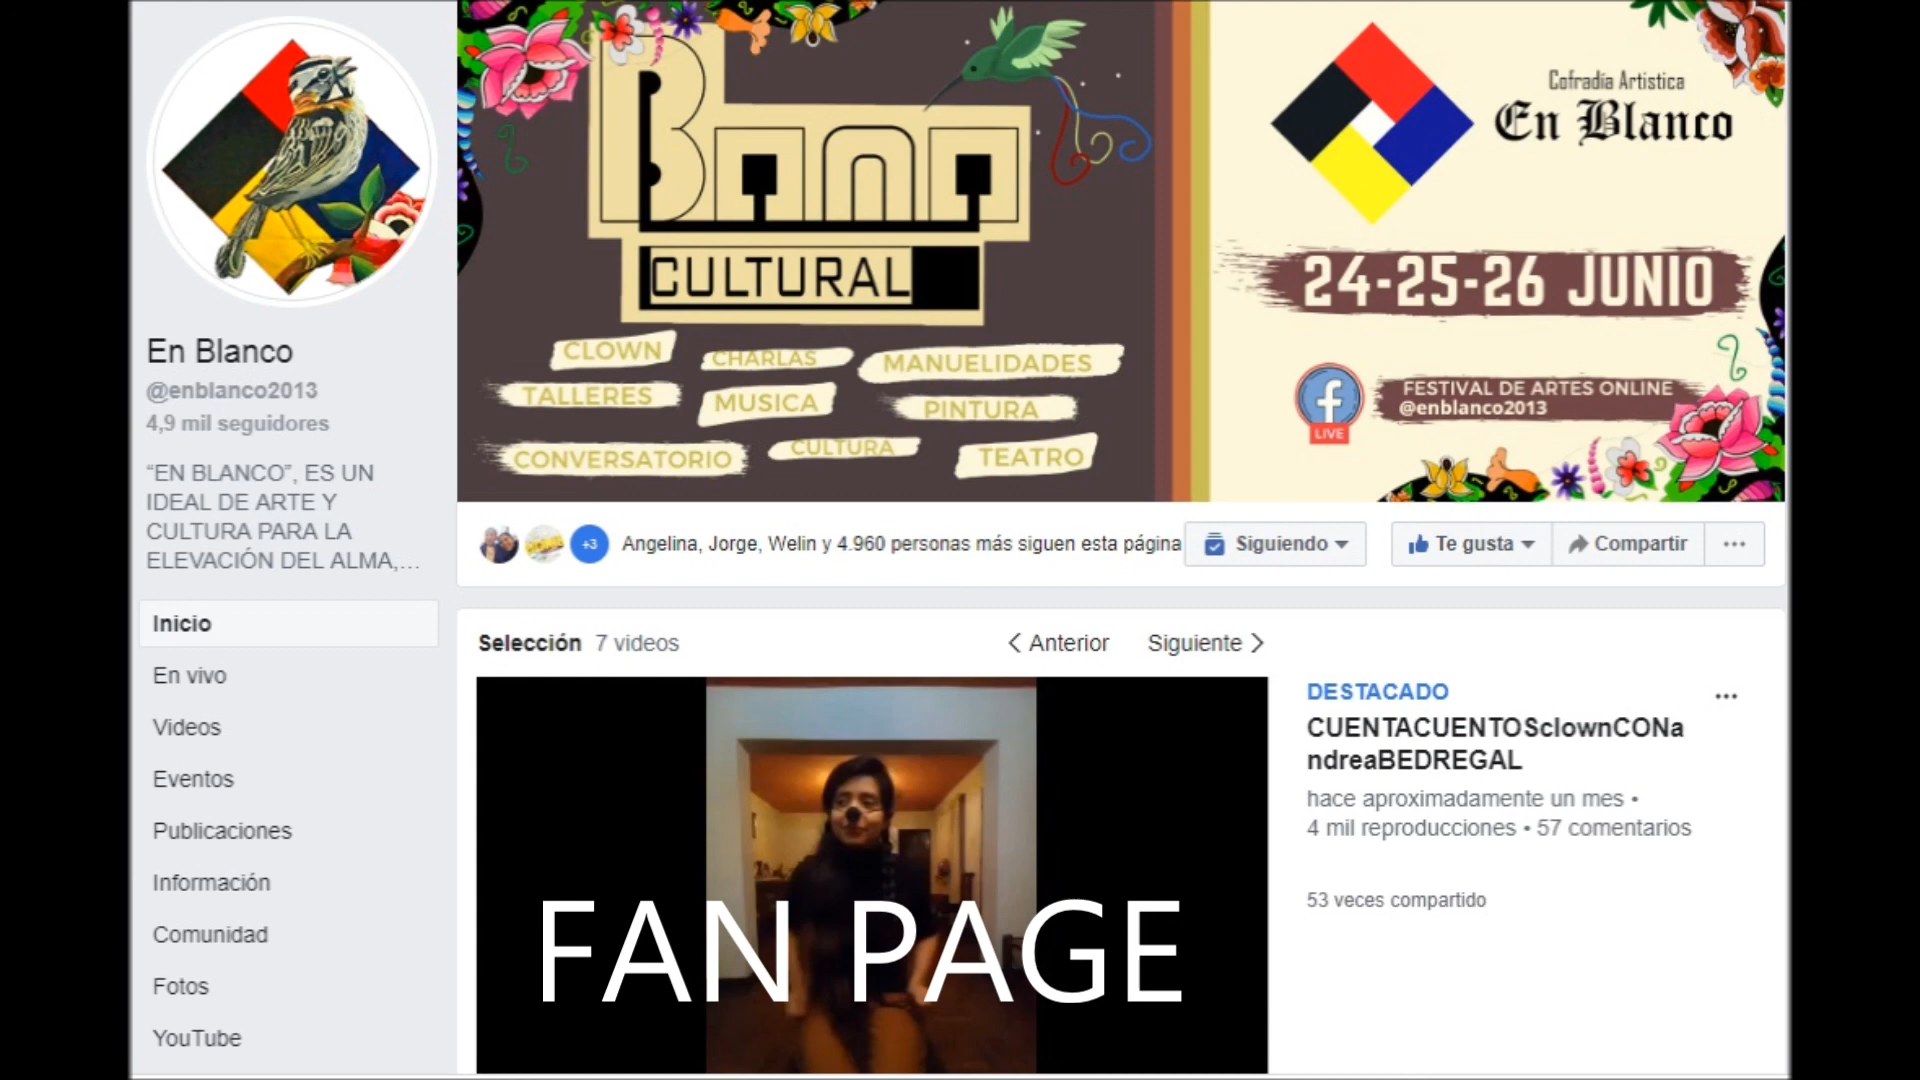 En Blanco
@enblanco2013
4,9 mil seguidores
“EN BLANCO”, ES UN
IDEAL DE ARTE Y
CULTURA PARA LA
ELEVACIÓN DEL ALMA,...
Inicio
En vivo
Videos
Eventos
Publicaciones
Información
Comunidad
Fotos
YouTube
CULTURAL
CLOWN
CHARLAS
MANUELIDADES
TALLERES
MUSICA
PINTURA
CONVERSATORIO
CULTURA
TEATRO
Cofradía Artistica
En Blanco
24-25-26 JUNIO
f
LIVE
FESTIVAL DE ARTES ONLINE
@enblanco2013
+3
Angelina, Jorge, Welin y 4.960 personas más siguen esta página
Siguiendo
Te gusta
Compartir
...
Selección 7 videos
Anterior
Siguiente
FAN PAGE
DESTACADO
...
CUENTACUENTOSclownCONa
ndreaBEDREGAL
hace aproximadamente un mes •
4 mil reproducciones • 57 comentarios
53 veces compartido